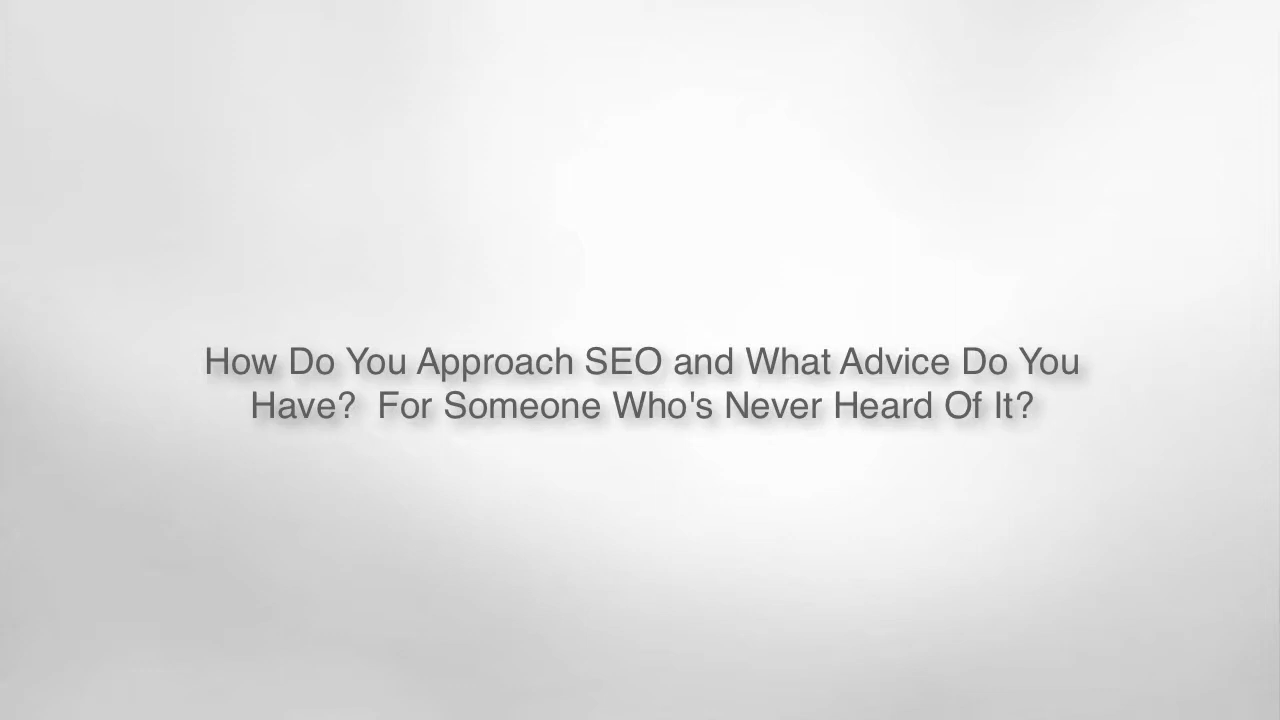 How Do You Approach SEO and What Advice Do You
Have?  For Someone Who's Never Heard Of It?